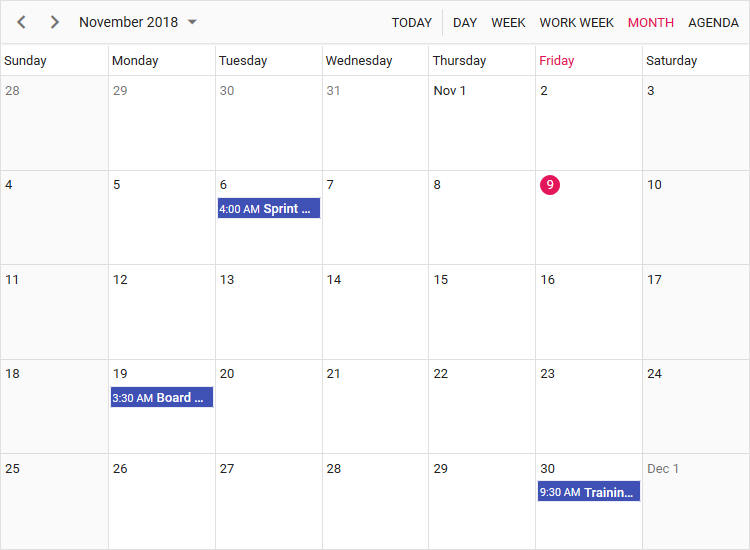 November 2018 TODAY DAY WEEK WORK WEEK MONTH AGENDA
Sunday Monday Tuesday Wednesday Thursday Friday Saturday
28 29 30 31 Nov 1 2 3
4 5 6 7 8 9 10
4:00 AM Sprint ...
11 12 13 14 15 16 17
18 19 20 21 22 23 24
3:30 AM Board ...
25 26 27 28 29 30 Dec 1
9:30 AM Trainin...